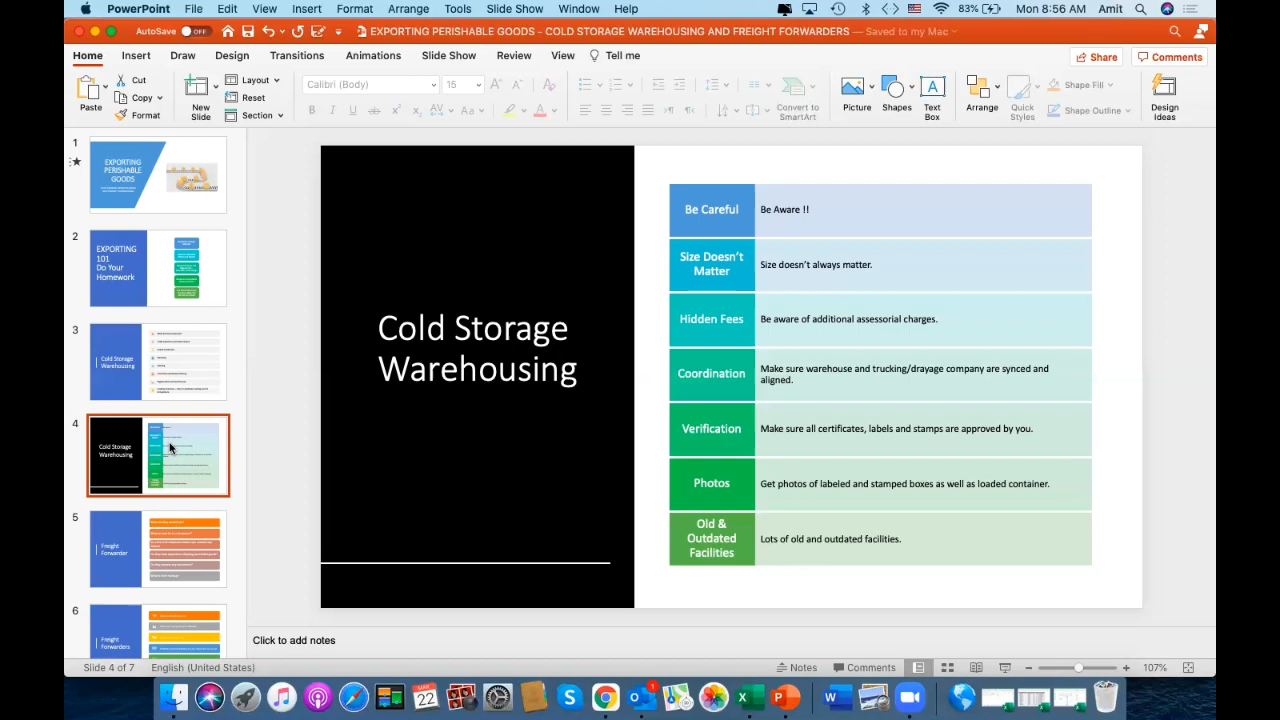 PowerPoint File Edit View Insert Format Arrange Tools Slide Show Window Help 83% Mon 8:56 AM Amit
AutoSave OFF EXPORTING PERISHABLE GOODS - COLD STORAGE WAREHOUSING AND FREIGHT FORWARDERS — Saved to my Mac
Home Insert Draw Design Transitions Animations Slide Show Review View Tell me Share Comments
Paste Cut Copy Format
New Slide Layout Reset Section
Calibri (Body) 15
Convert to SmartArt
Picture Shapes Text Box Arrange Quick Styles Shape Fill Shape Outline Design Ideas
1
EXPORTING
PERISHABLE
GOODS
2
EXPORTING
101
Do Your
Homework
3
Cold Storage
Warehousing
4
Cold Storage
Warehousing
5
Freight
Forwarder
6
Freight
Forwarders
Cold Storage
Warehousing
Be Careful Be Aware !!
Size Doesn't
Matter
Size doesn't always matter.
Hidden Fees Be aware of additional assessorial charges.
Coordination
Make sure warehouse and trucking/drayage company are synced and
aligned.
Verification Make sure all certificates, labels and stamps are approved by you.
Photos Get photos of labeled and stamped boxes as well as loaded container.
Old &
Outdated
Facilities
Lots of old and outdated facilities.
Click to add notes
Slide 4 of 7 English (United States) Notes Comments 107%
22
1